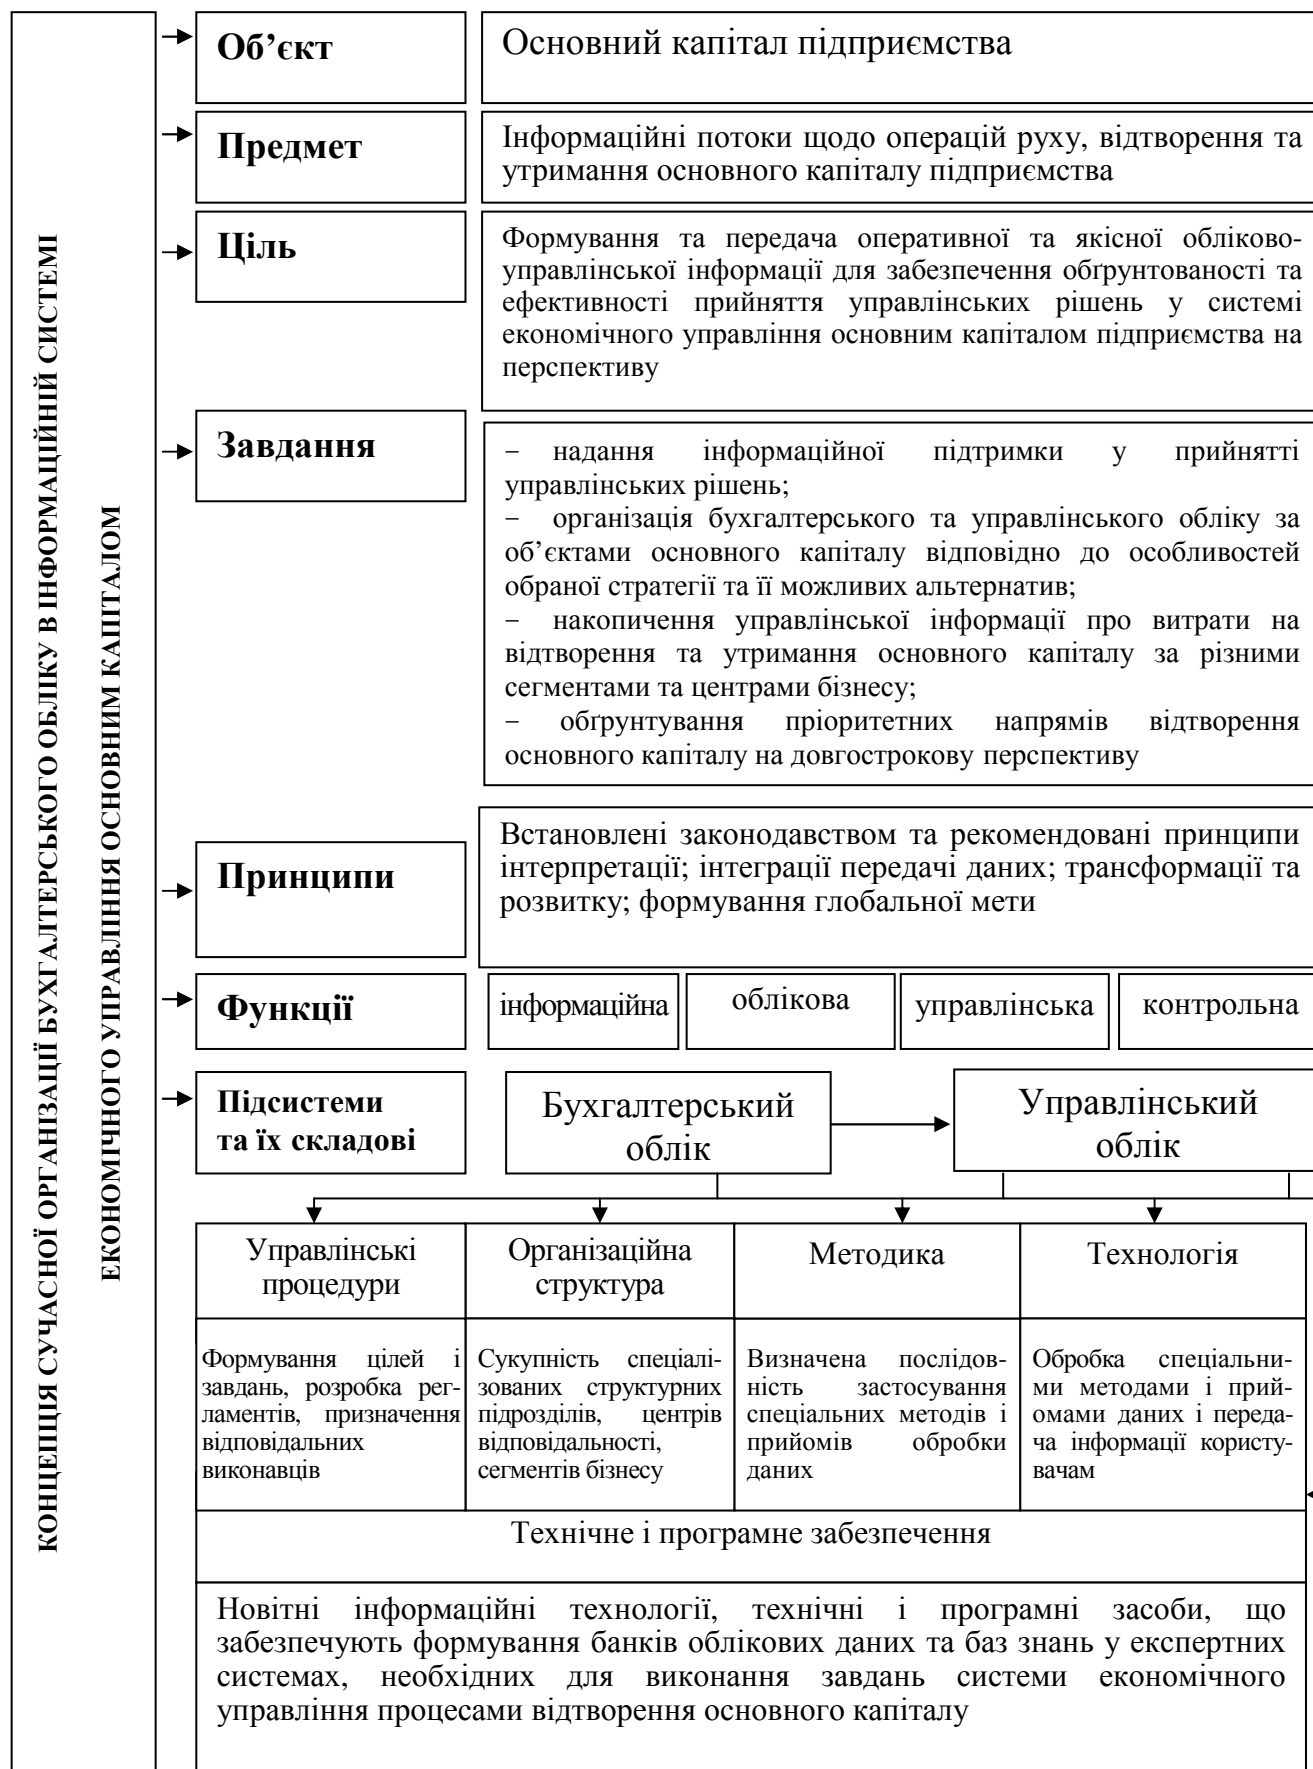 КОНЦЕПЦІЯ СУЧАСНОЇ ОРГАНІЗАЦІЇ БУХГАЛТЕРСЬКОГО ОБЛІКУ В ІНФОРМАЦІЙНІЙ СИСТЕМІ
ЕКОНОМІЧНОГО УПРАВЛІННЯ ОСНОВНИМ КАПІТАЛОМ
Об’єкт
Основний капітал підприємства
Предмет
Інформаційні потоки щодо операцій руху, відтворення та
утримання основного капіталу підприємства
Ціль
Формування та передача оперативної та якісної обліково-
управлінської інформації для забезпечення обґрунтованості та
ефективності прийняття управлінських рішень у системі
економічного управління основним капіталом підприємства на
перспективу
Завдання
− надання інформаційної підтримки у прийнятті
управлінських рішень;
− організація бухгалтерського та управлінського обліку за
об’єктами основного капіталу відповідно до особливостей
обраної стратегії та її можливих альтернатив;
− накопичення управлінської інформації про витрати на
відтворення та утримання основного капіталу за різними
сегментами та центрами бізнесу;
− обґрунтування пріоритетних напрямів відтворення
основного капіталу на довгострокову перспективу
Принципи
Встановлені законодавством та рекомендовані принципи
інтерпретації; інтеграції передачі даних; трансформації та
розвитку; формування глобальної мети
Функції
інформаційна
облікова
управлінська
контрольна
Підсистеми
та їх складові
Бухгалтерський
облік
Управлінський
облік
Управлінські
процедури
Організаційна
структура
Методика
Технологія
Формування цілей і
завдань, розробка рег-
ламентів, призначення
відповідальних
виконавців
Сукупність спеціалі-
зованих структурних
підрозділів, центрів
відповідальності,
сегментів бізнесу
Визначена послідов-
ність застосування
спеціальних методів і
прийомів обробки
даних
Обробка спеціальни-
ми методами і прий-
омами даних і переда-
ча інформації користу-
вачам
Технічне і програмне забезпечення
Новітні інформаційні технології, технічні і програмні засоби, що
забезпечують формування банків облікових даних та баз знань у експертних
системах, необхідних для виконання завдань системи економічного
управління процесами відтворення основного капіталу